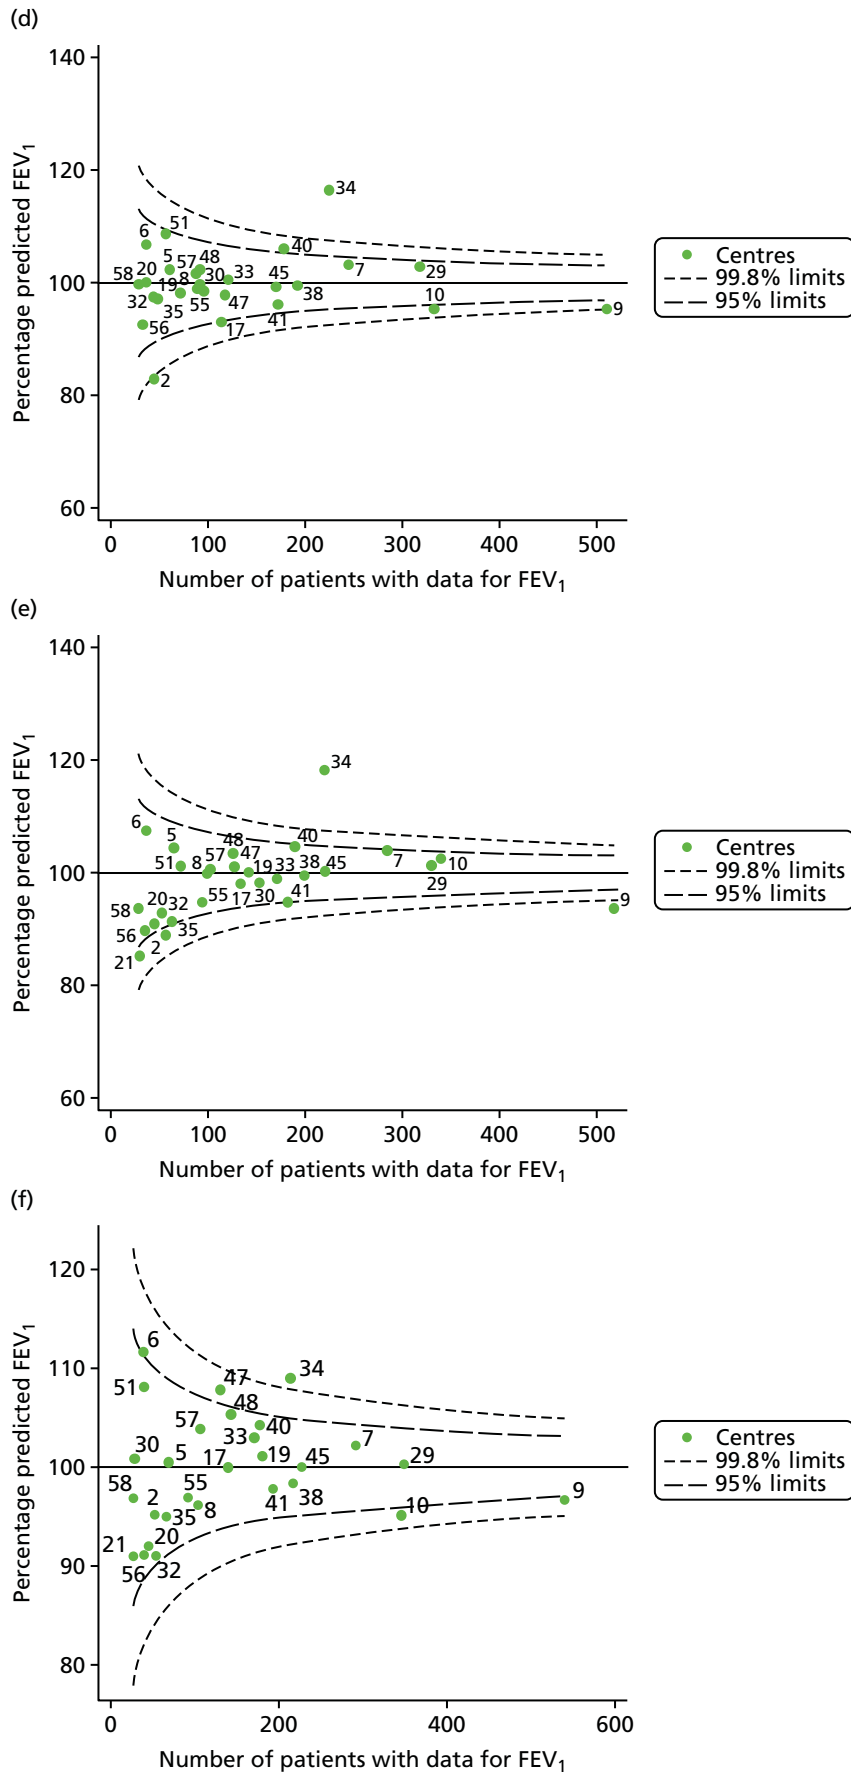 (d)
140
120
100
80
60
Percentage predicted FEV1
34
51
6
40
5 57 48
58 20 19 8 30 33 45 7 29
32 35 55 47 41 38 10
56 17 9
2
0 100 200 300 400 500
Number of patients with data for FEV1
Centres
99.8% limits
95% limits
(e)
140
120
100
80
60
Percentage predicted FEV1
34
6
5 48 40
51 8 57 47 19 33 38 45 7 10
58 20 32 55 17 30 41 29
56 2 35 9
21
0 100 200 300 400 500
Number of patients with data for FEV1
Centres
99.8% limits
95% limits
(f)
120
110
100
90
80
Percentage predicted FEV1
6
51 47 34
57 48 40
33 7
30 5 17 19 45 29
58 2 55 41 38
35 8 10 9
21 20
56 32
0 200 400 600
Number of patients with data for FEV1
Centres
99.8% limits
95% limits